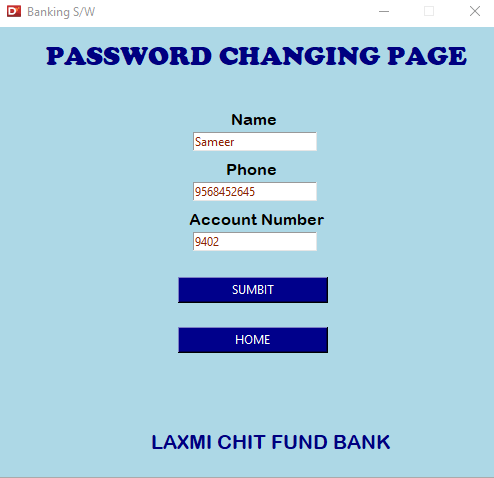 Banking S/W
PASSWORD CHANGING PAGE
Name
Sameer
Phone
9568452645
Account Number
9402
SUMBIT
HOME
LAXMI CHIT FUND BANK